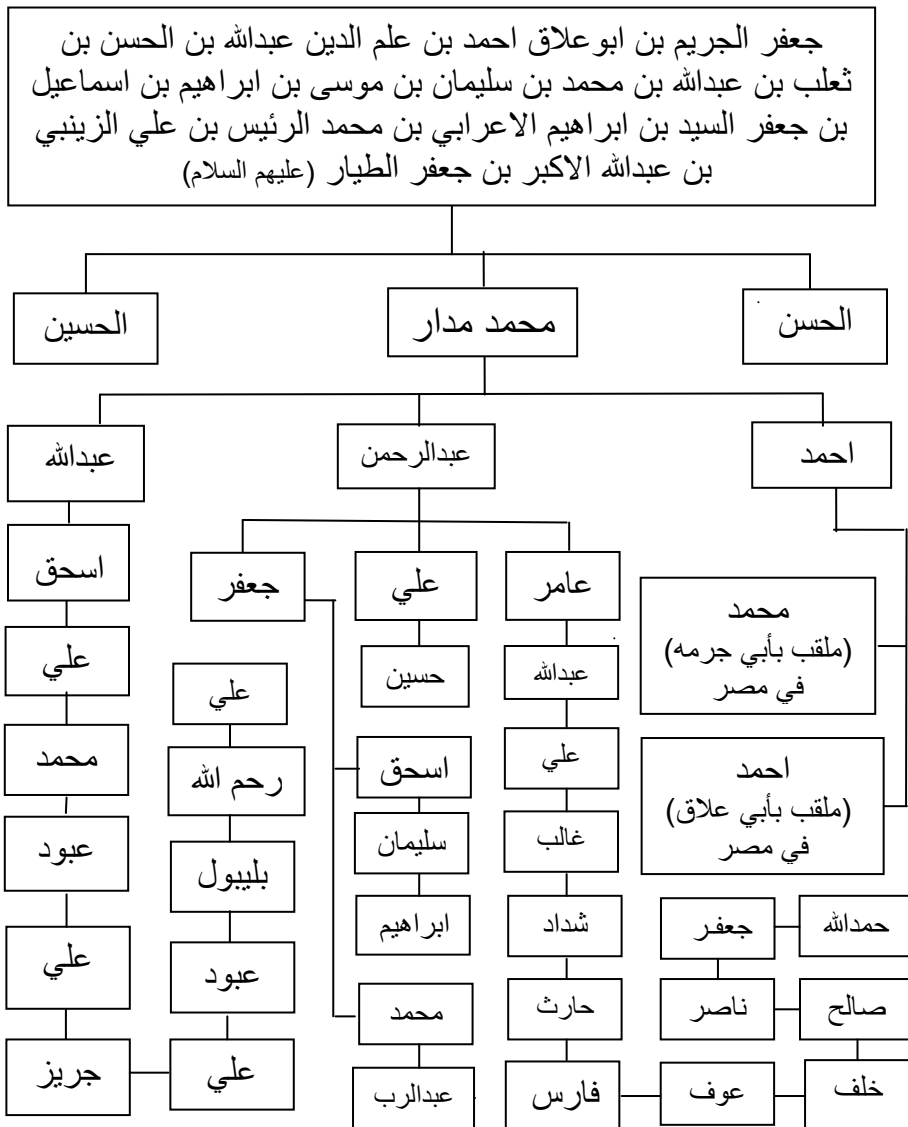 جعفر الجريم بن ابوعلاق احمد بن علم الدين عبدالله بن الحسن بن
ثعلب بن عبدالله بن محمد بن سليمان بن موسى بن ابراهيم بن اسماعيل
بن جعفر السيد بن ابراهيم الاعرابي بن محمد الرئيس بن علي الزينبي
بن عبدالله الاكبر بن جعفر الطيار (عليهم السلام)
الحسن
محمد مدار
الحسين
احمد
عبدالرحمن
عبدالله
محمد
(ملقب بأبي جرمه)
في مصر
احمد
(ملقب بأبي علاق)
في مصر
عامر
علي
جعفر
عبدالله
علي
غالب
شداد
حارث
فارس
عوف
خلف
صالح
ناصر
جعفر
حمدالله
حسين
اسحق
سليمان
ابراهيم
محمد
عبدالرب
اسحق
علي
محمد
عبود
علي
جريز
علي
عبود
بليبول
رحم الله
علي